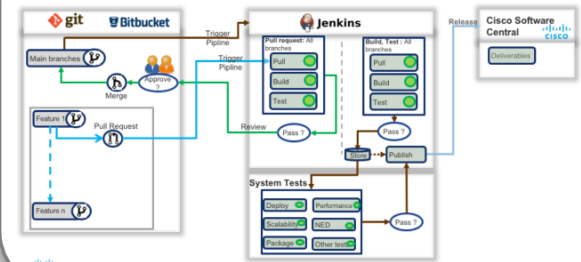 git
Bitbucket
Main branches
Merge
Approve
?
Feature 1
Pull Request
Feature n
Trigger
Pipline
Trigger
Pipline
Review
Jenkins
Pull request: All
branches
Pull
Build
Test
Pass ?
Build, Test : All
branches
Pull
Build
Test
Pass ?
Store
Publish
System Tests
Deploy
Performance
Scalability
NED
Package
Other tests
Pass ?
Release
Cisco Software
Central
CISCO
Deliverables